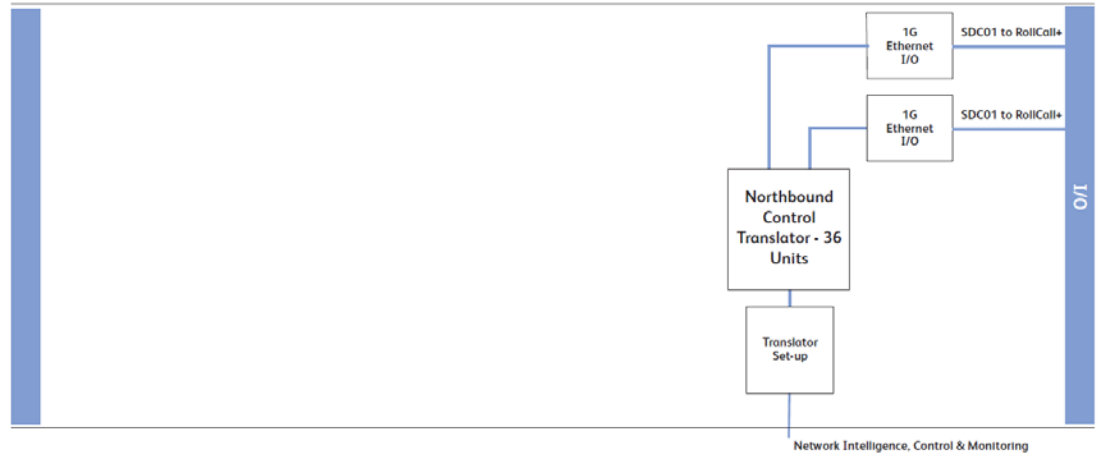 1G
Ethernet
I/O
SDC01 to RollCall+
1G
Ethernet
I/O
SDC01 to RollCall+
I/O
Northbound
Control
Translator - 36
Units
Translator
Set-up
Network Intelligence, Control & Monitoring